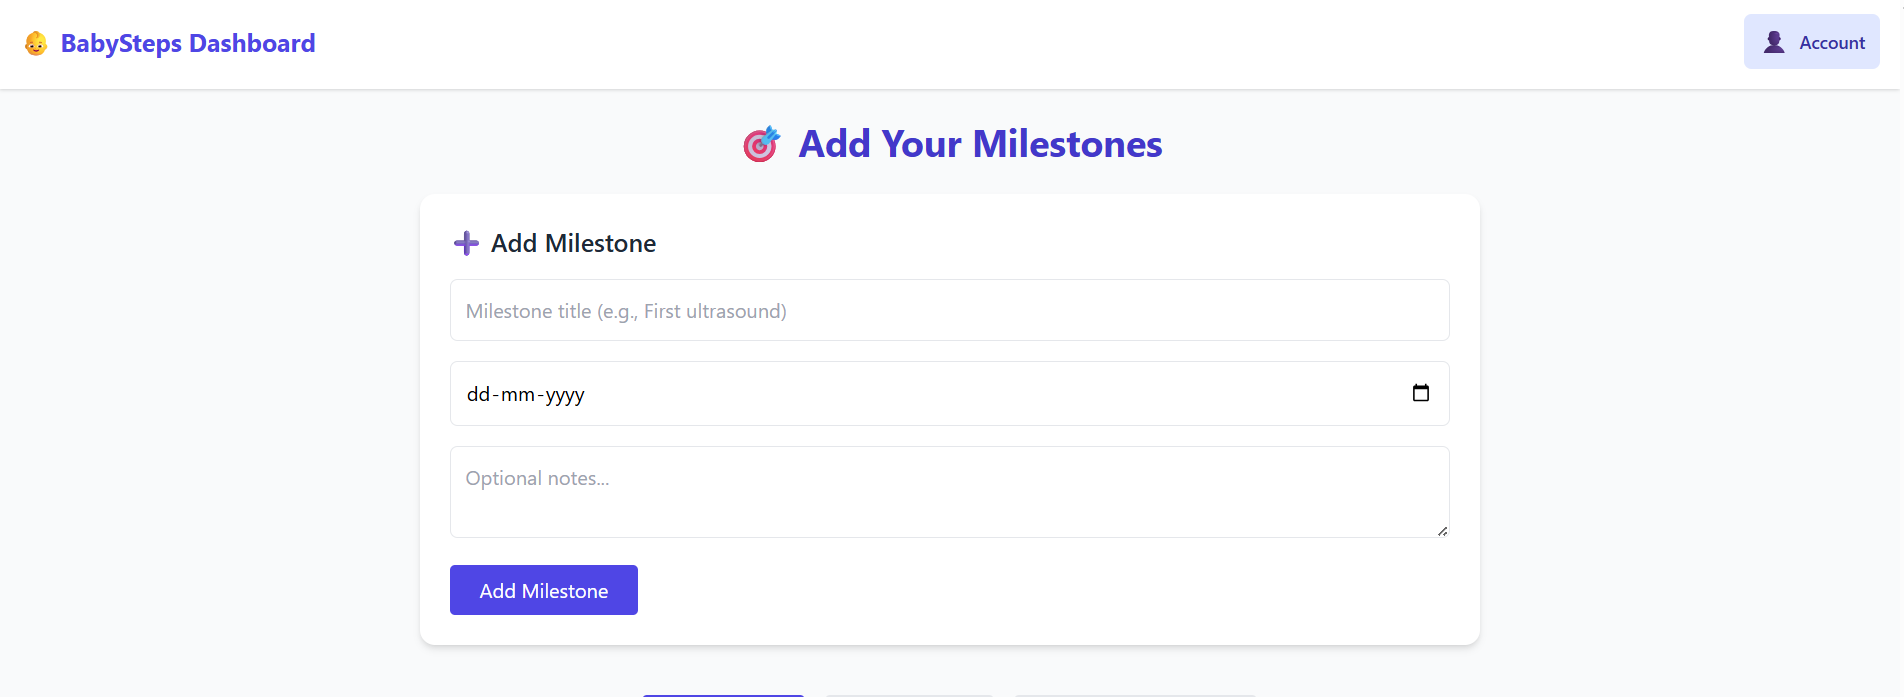 👶 BabySteps Dashboard
👤 Account
🎯 Add Your Milestones
➕ Add Milestone
Milestone title (e.g., First ultrasound)
dd-mm-yyyy
Optional notes...
Add Milestone